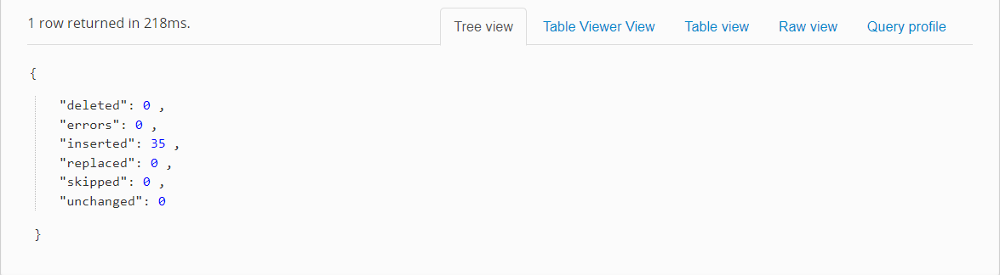 1 row returned in 218ms.
Tree view
Table Viewer View
Table view
Raw view
Query profile
{
"deleted": 0 ,
"errors": 0 ,
"inserted": 35 ,
"replaced": 0 ,
"skipped": 0 ,
"unchanged": 0
}